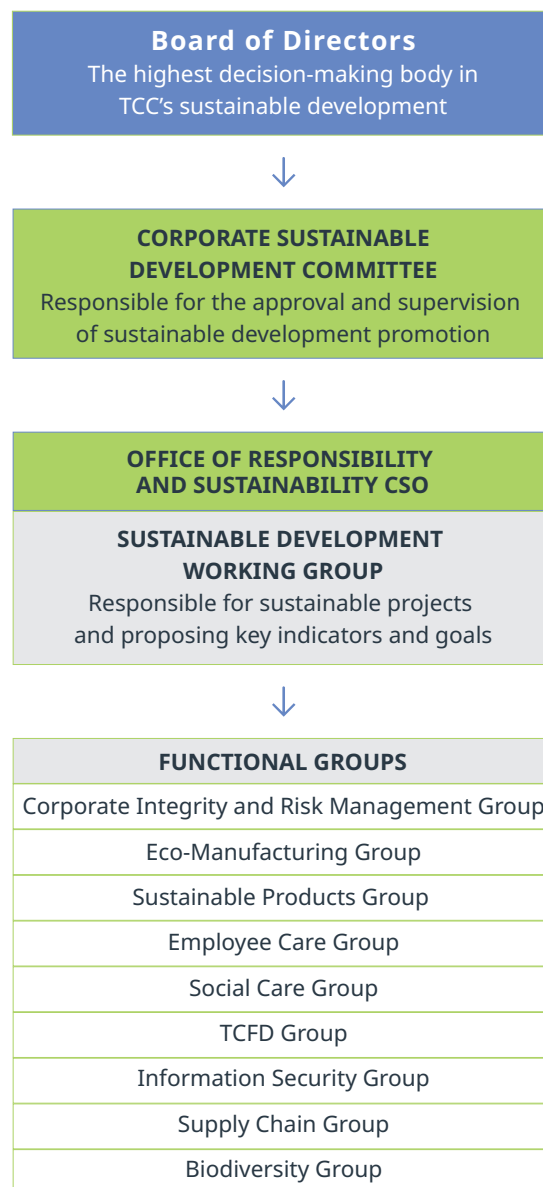 Board of Directors
The highest decision-making body in
TCC’s sustainable development
CORPORATE SUSTAINABLE
DEVELOPMENT COMMITTEE
Responsible for the approval and supervision
of sustainable development promotion
OFFICE OF RESPONSIBILITY
AND SUSTAINABILITY CSO
SUSTAINABLE DEVELOPMENT
WORKING GROUP
Responsible for sustainable projects
and proposing key indicators and goals
FUNCTIONAL GROUPS
Corporate Integrity and Risk Management Group
Eco-Manufacturing Group
Sustainable Products Group
Employee Care Group
Social Care Group
TCFD Group
Information Security Group
Supply Chain Group
Biodiversity Group